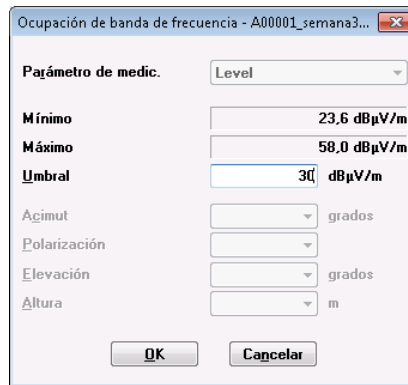 Ocupación de banda de frecuencia - A00001_semana3...
Parámetro de medic. Level
Mínimo 23,6 dBµV/m
Máximo 58,0 dBµV/m
Umbral 30 dBµV/m
Acimut grados
Polarización
Elevación grados
Altura m
OK Cancelar